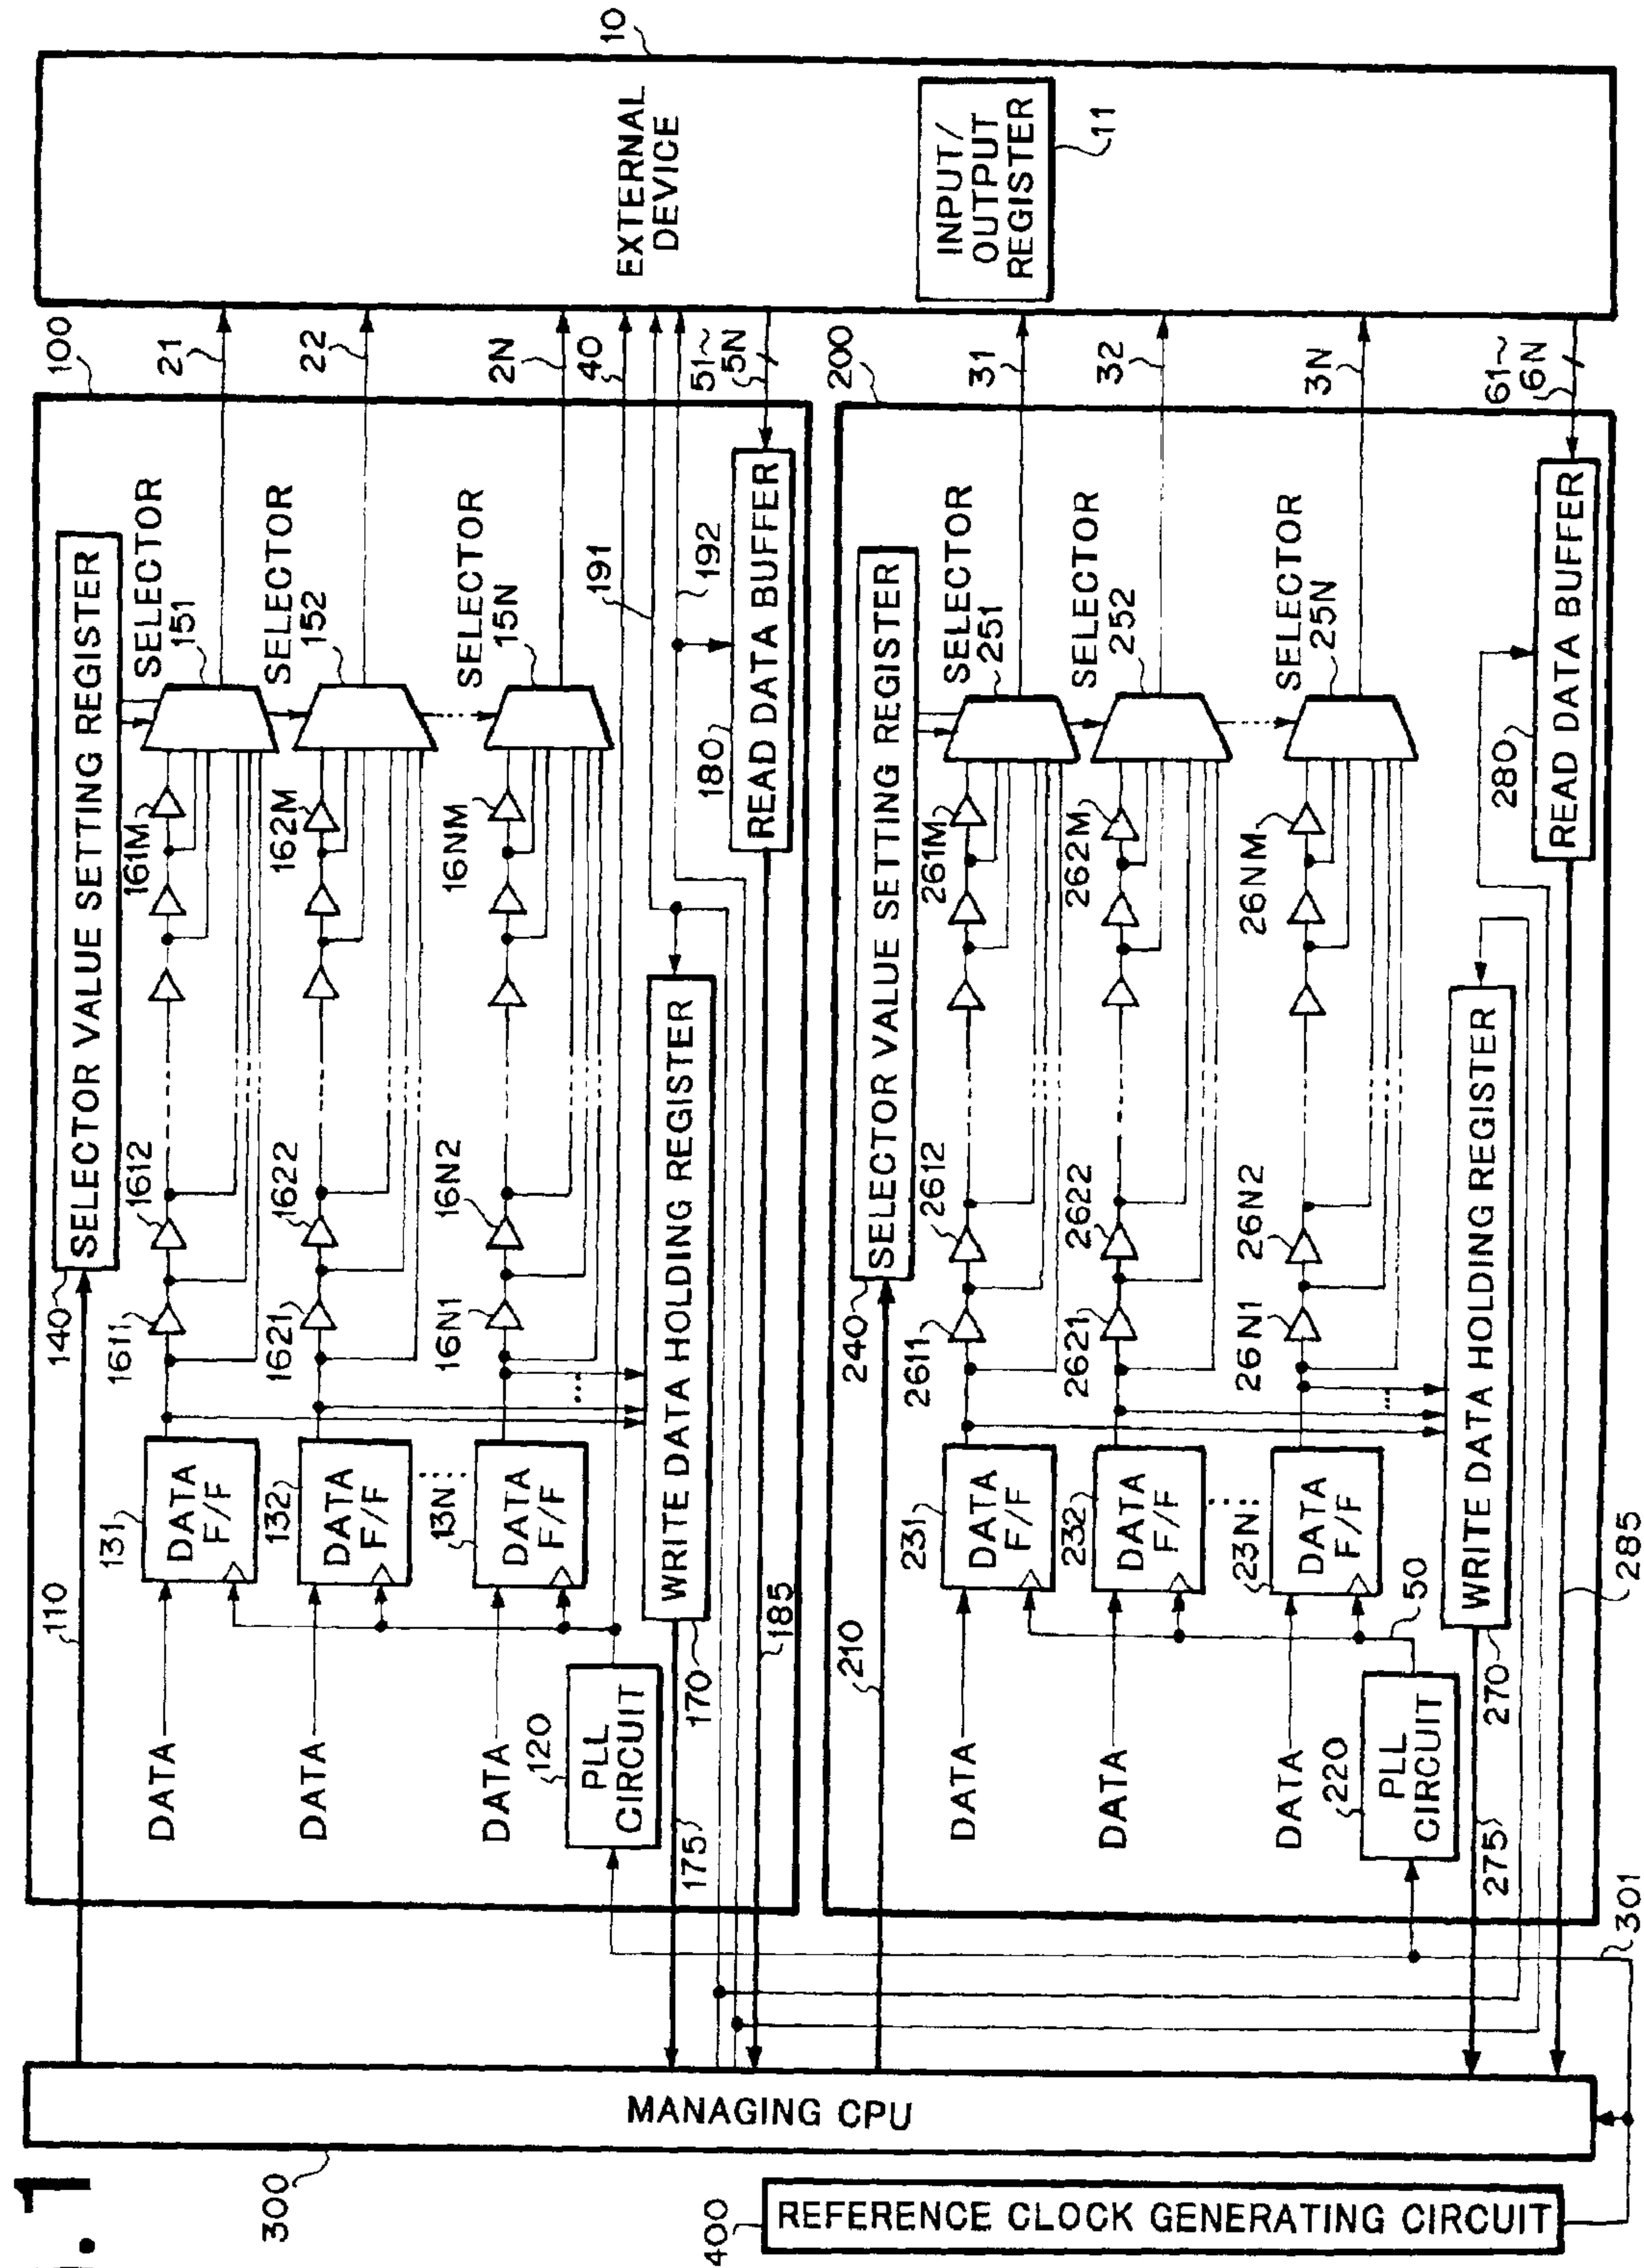 . 1
300
MANAGING CPU
400
REFERENCE CLOCK GENERATING CIRCUIT
301
110
140
SELECTOR VALUE SETTING REGISTER
100
10
EXTERNAL
DEVICE
INPUT/
OUTPUT
REGISTER
11
DATA
131
DATA
F/F
1611
1612
161M
SELECTOR
151
21
DATA
132
DATA
F/F
1621
1622
162M
SELECTOR
152
22
DATA
13N
DATA
F/F
16N1
16N2
16NM
SELECTOR
15N
2N
120
PLL
CIRCUIT
40
191
192
175
170
WRITE DATA HOLDING REGISTER
185
180
READ DATA BUFFER
51~
5N
210
240
SELECTOR VALUE SETTING REGISTER
200
DATA
231
DATA
F/F
2611
2612
261M
SELECTOR
251
31
DATA
232
DATA
F/F
2621
2622
262M
SELECTOR
252
32
DATA
23N
DATA
F/F
26N1
26N2
26NM
SELECTOR
25N
3N
220
PLL
CIRCUIT
50
275
270
WRITE DATA HOLDING REGISTER
285
280
READ DATA BUFFER
61~
6N